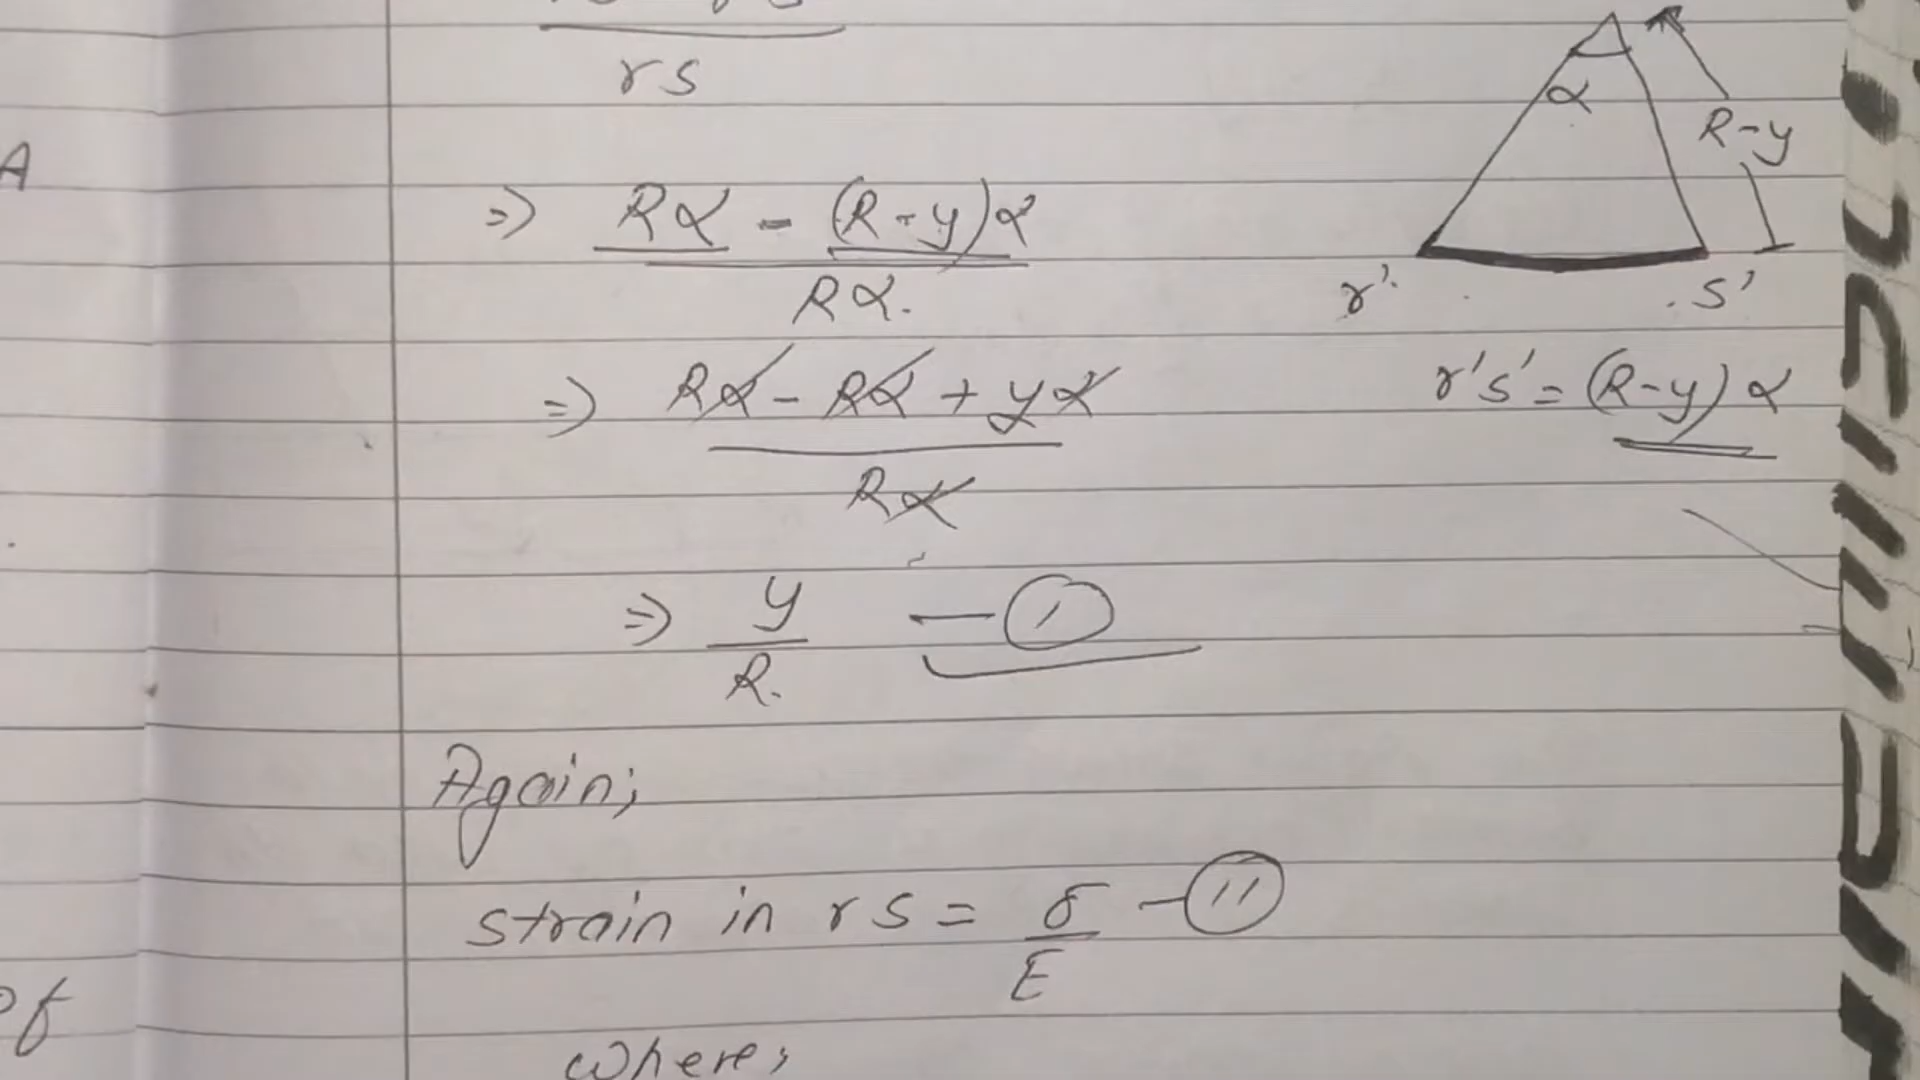 rs
α
R-y
A
=> Rα - (R-y)α
Rα.
r' s'
=> Rα - Rα + yα
Rα
r's' = (R-y)α
=> y — (1)
R.
Again;
strain in rs = σ — (11)
E
of
where;